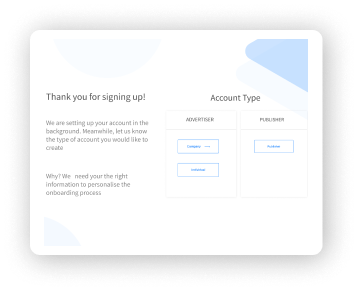 Thank you for signing up!
We are setting up your account in the
background. Meanwhile, let us know
the type of account you would like to
create
Why? We need your the right
information to personalise the
onboarding process
Account Type
ADVERTISER
PUBLISHER
Company
Individual